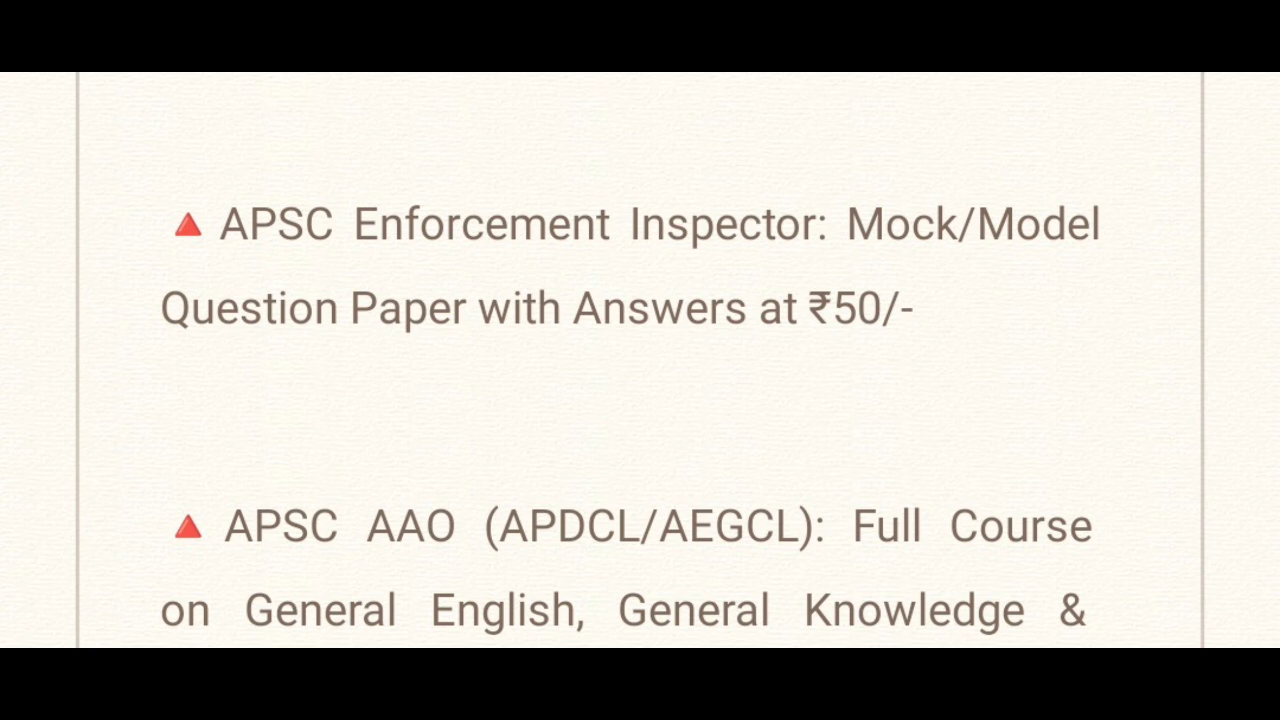 🔺APSC Enforcement Inspector: Mock/Model
Question Paper with Answers at ₹50/-
🔺APSC AAO (APDCL/AEGCL): Full Course
on General English, General Knowledge &